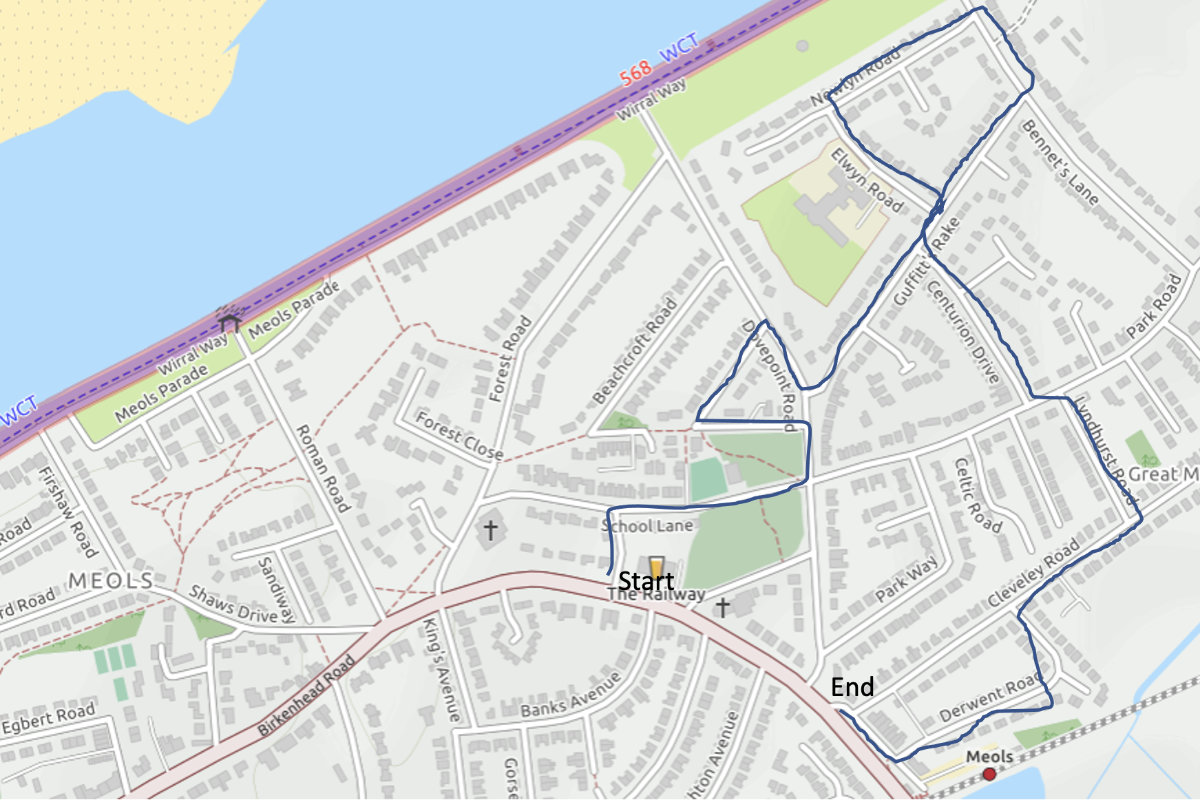 568
WCT
Wirral Way
Newlyn Road
Bennet's Lane
Elwyn Road
Guffitt's Rake
Centurion Drive
Park Road
Meols Parade
Wirral Way
Meols Parade
WCT
Forest Road
Beachcroft Road
Dovepoint Road
Forest Close
Roman Road
Firshaw Road
Lyndhurst Road
Great M
Celtic Road
School Lane
Start
The Railway
MEOLS
Road
rd Road
Shaws Drive
Sandiway
Park Way
Cleveley Road
King's Avenue
Birkenhead Road
Banks Avenue
End
Derwent Road
Egbert Road
Meols
Gorse
hton Avenue